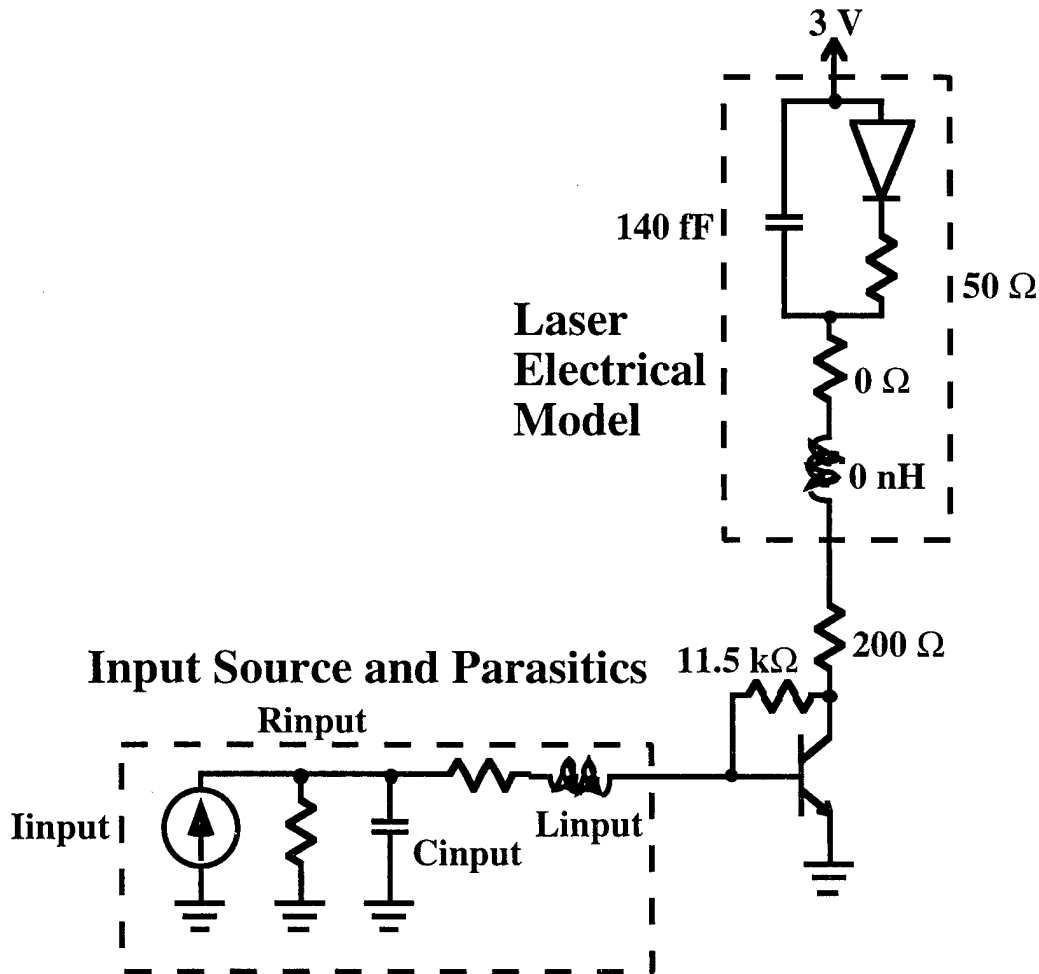 3 V
140 fF
50 Ω
Laser
Electrical
Model
0 Ω
0 nH
Input Source and Parasitics
11.5 kΩ
200 Ω
Rinput
Iinput
Cinput
Linput